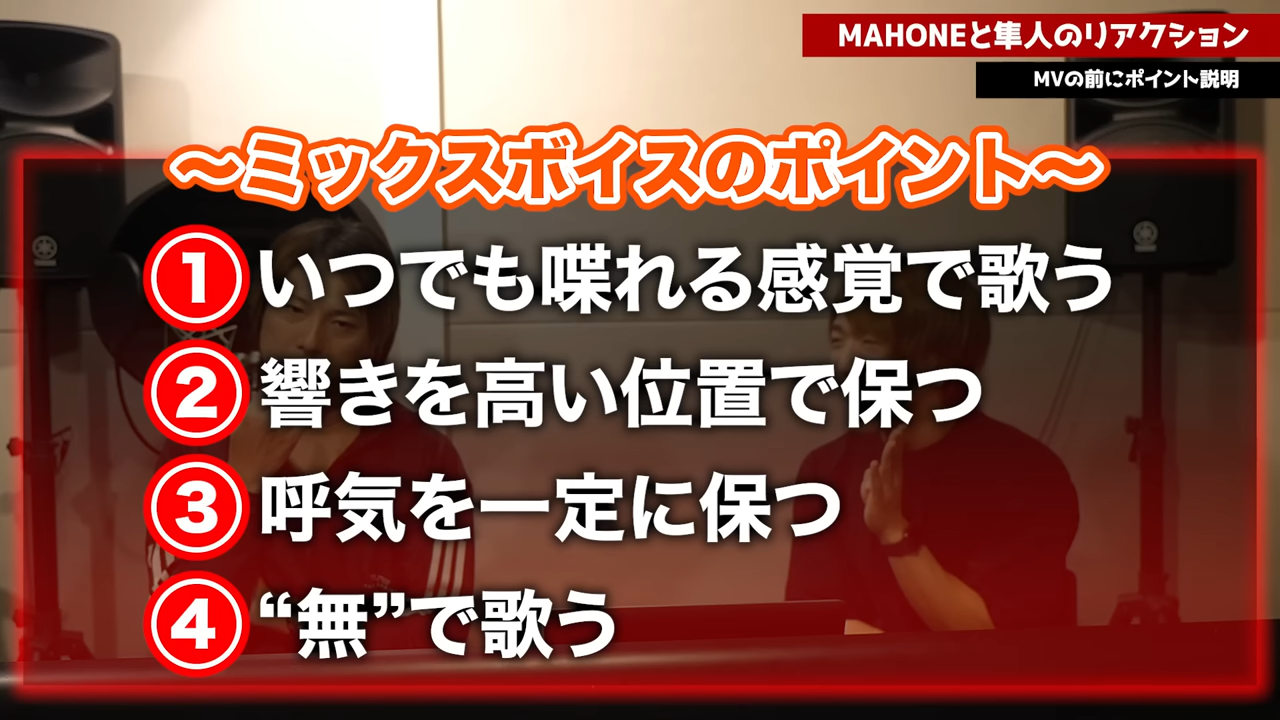 MAHONEと隼人のリアクション
MVの前にポイント説明
〜ミックスボイスのポイント〜
① いつでも喋れる感覚で歌う
② 響きを高い位置で保つ
③ 呼気を一定に保つ
④ “無”で歌う